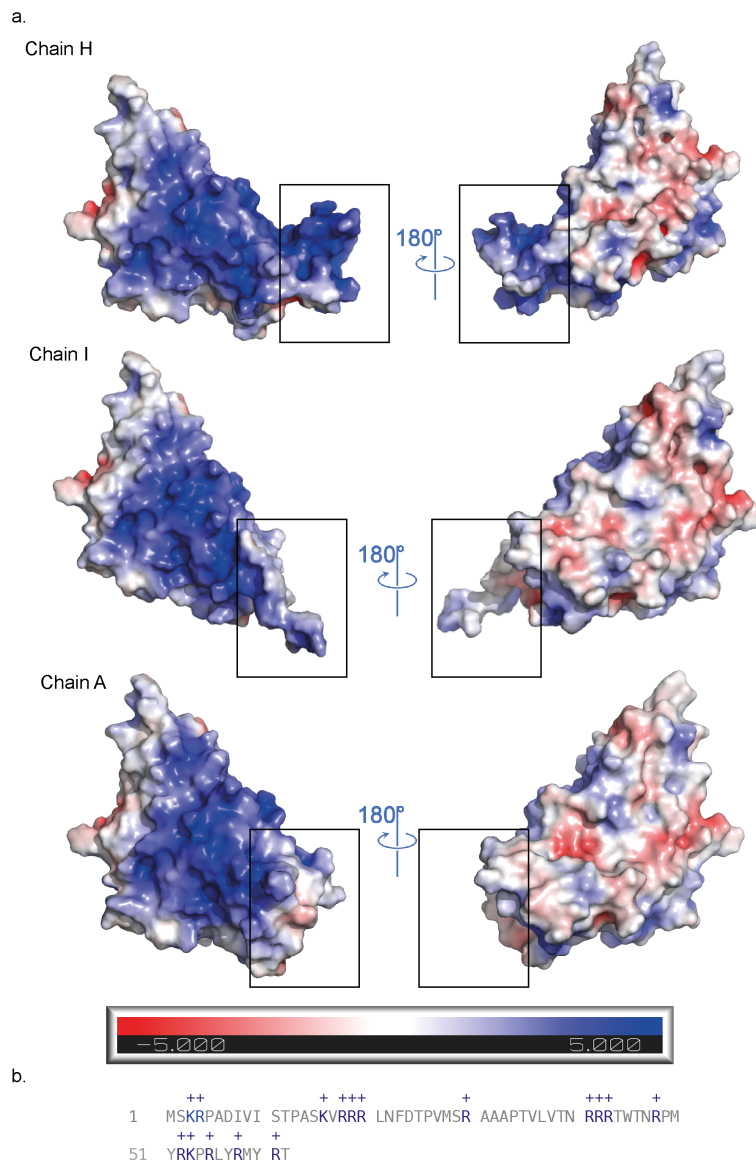 a.
Chain H
180°
Chain I
180°
Chain A
180°
-5.000 5.000
b.
++ + +++ + +++ +
1 MSKRPADIVI STPASKVRRR LNFDTPVMSR AAAPTVLVTN RRRTWTNRPM
++ + + +
51 YRKPRLYRMY RT